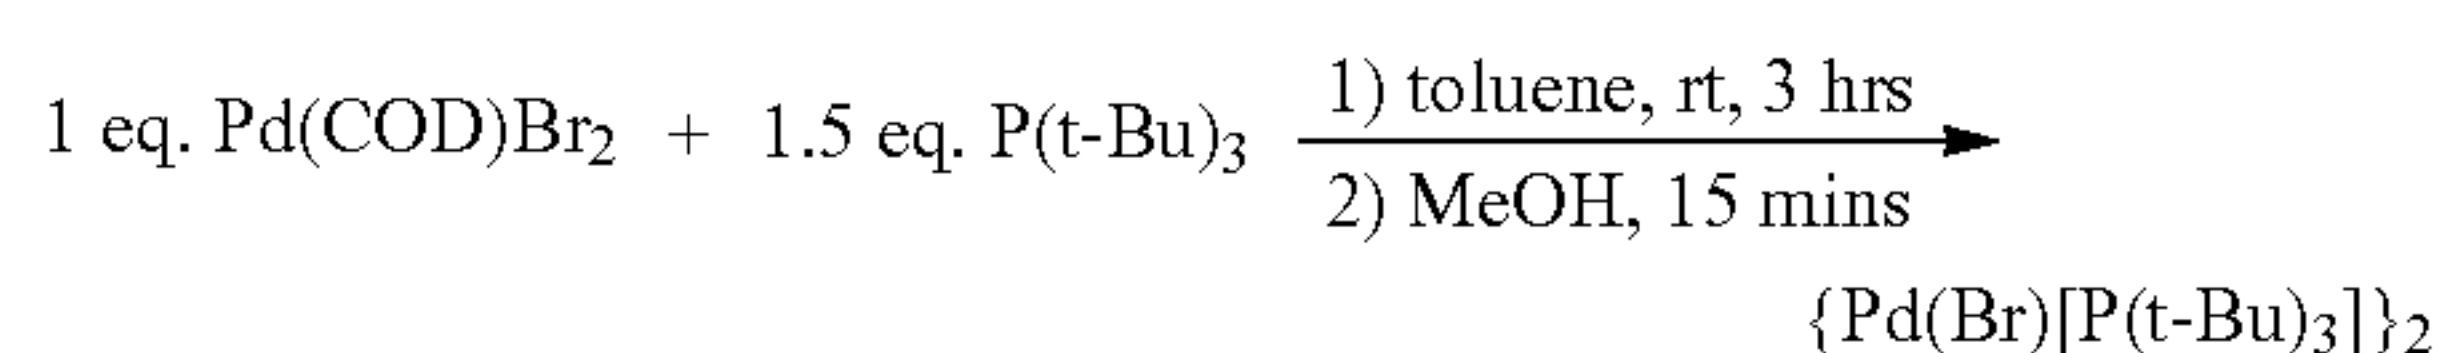 1 eq. Pd(COD)Br₂ + 1.5 eq. P(t-Bu)₃
1) toluene, rt, 3 hrs
2) MeOH, 15 mins
{Pd(Br)[P(t-Bu)₃]}₂